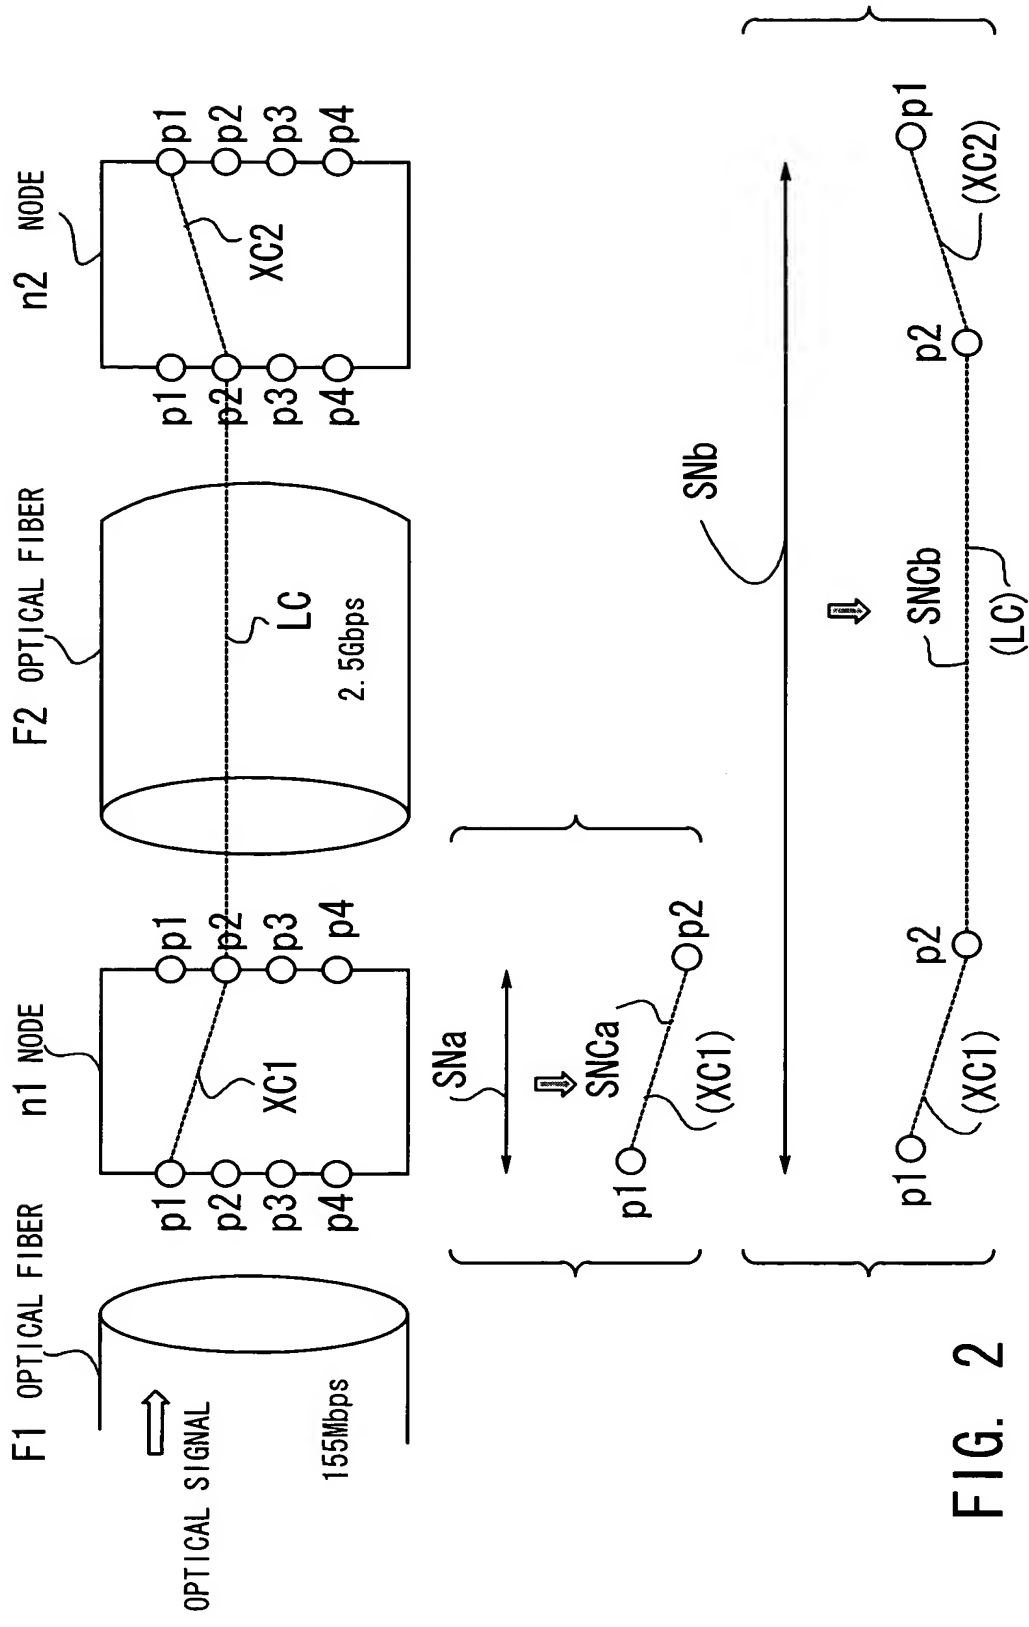 F1 OPTICAL FIBER
n1 NODE
F2 OPTICAL FIBER
n2 NODE
OPTICAL SIGNAL
155Mbps
p1
p2
p3
p4
XC1
p1
p2
p3
p4
LC
2.5Gbps
p1
p2
p3
p4
XC2
p1
p2
p3
p4
SNa
SNCa
p1
(XC1)
p2
SNb
SNCb
p1
(XC1)
p2
(LC)
p2
(XC2)
p1
FIG. 2